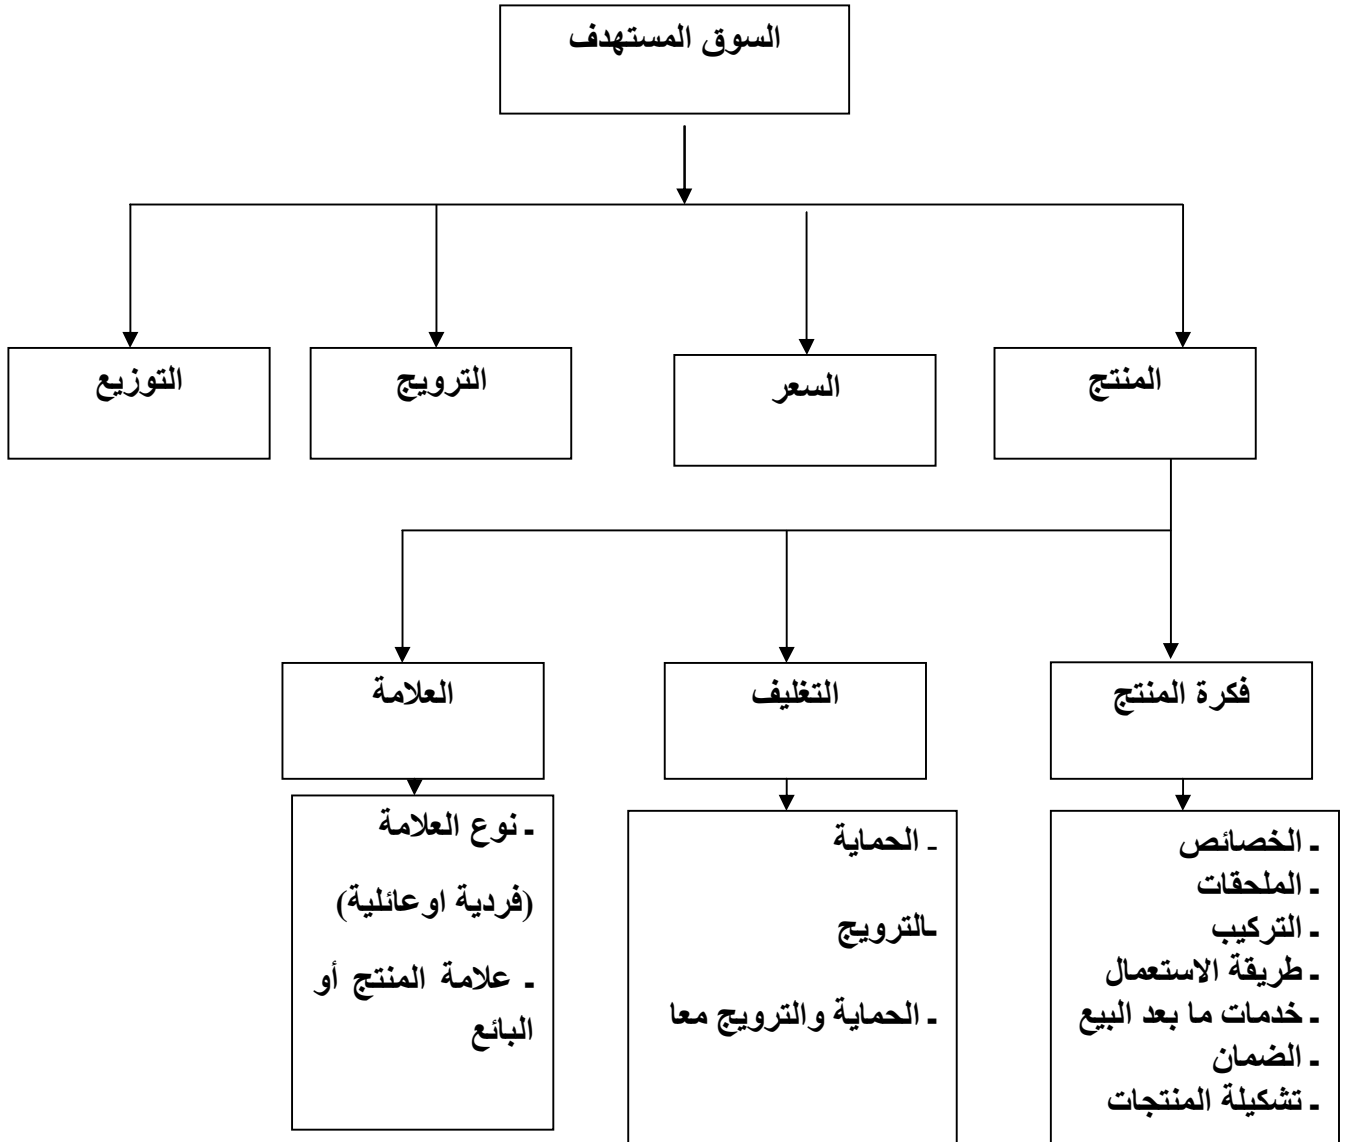 السوق المستهدف
المنتج
السعر
الترويج
التوزيع
فكرة المنتج
التغليف
العلامة
ـ الخصائص
ـ الملحقات
ـ التركيب
ـ طريقة الاستعمال
ـ خدمات ما بعد البيع
ـ الضمان
ـ تشكيلة المنتجات
- الحماية
ـالترويج
ـ الحماية والترويج معا
ـ نوع العلامة
(فردية اوعائلية)
ـ علامة المنتج أو
البائع